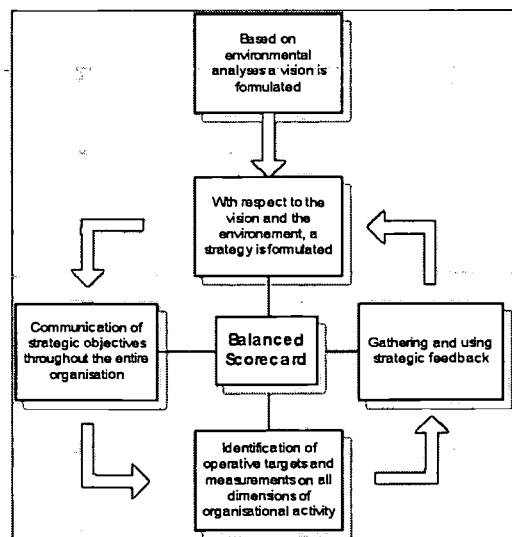 Based on
environmental
analyses a vision is
formulated
With respect to the
vision and the
environement, a
strategy is formulated
Communication of
strategic objectives
throughout the entire
organisation
Balanced
Scorecard
Gathering and using
strategic feedback
Identification of
operative targets and
measurements on all
dimensions of
organisational activity